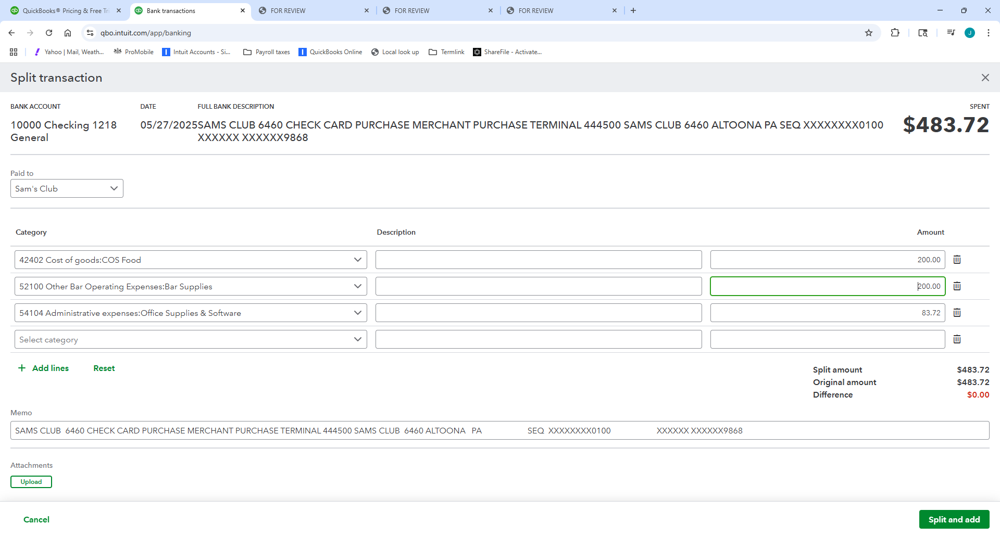 QuickBooks® Pricing & Free Tri
Bank transactions
FOR REVIEW
FOR REVIEW
FOR REVIEW
qbo.intuit.com/app/banking
J
Yahoo | Mail, Weath...
ProMobile
Intuit Accounts - Si...
Payroll taxes
QuickBooks Online
Local look up
Termlink
ShareFile - Activate...
Split transaction
BANK ACCOUNT
DATE
FULL BANK DESCRIPTION
SPENT
10000 Checking 1218
General
05/27/2025
SAMS CLUB 6460 CHECK CARD PURCHASE MERCHANT PURCHASE TERMINAL 444500 SAMS CLUB 6460 ALTOONA PA SEQ XXXXXXXX0100
XXXXXX XXXXXX9868
$483.72
Paid to
Sam's Club
Category
Description
Amount
42402 Cost of goods:COS Food
200.00
52100 Other Bar Operating Expenses:Bar Supplies
200.00
54104 Administrative expenses:Office Supplies & Software
83.72
Select category
+ Add lines
Reset
Split amount $483.72
Original amount $483.72
Difference $0.00
Memo
SAMS CLUB 6460 CHECK CARD PURCHASE MERCHANT PURCHASE TERMINAL 444500 SAMS CLUB 6460 ALTOONA PA SEQ XXXXXXXX0100 XXXXXX XXXXXX9868
Attachments
Upload
Cancel
Split and add